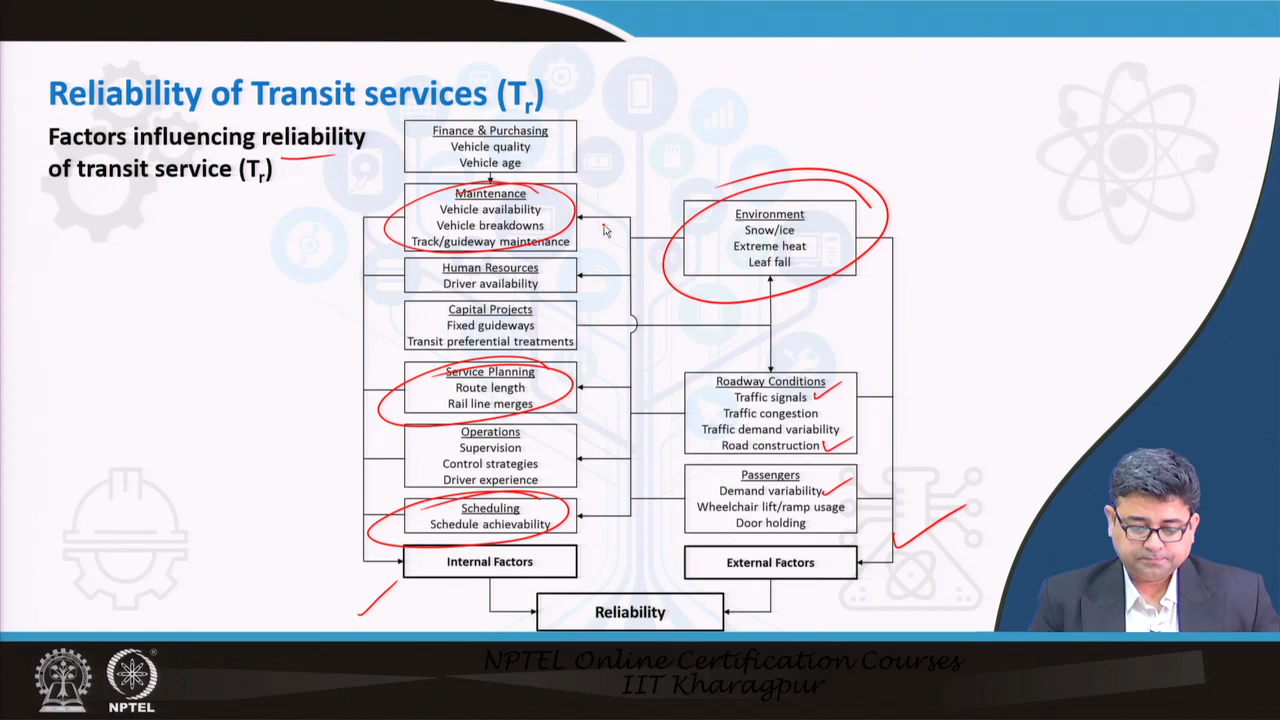 Reliability of Transit services (Tr)
Factors influencing reliability
of transit service (Tr)
Finance & Purchasing
Vehicle quality
Vehicle age
Maintenance
Vehicle availability
Vehicle breakdowns
Track/guideway maintenance
Human Resources
Driver availability
Capital Projects
Fixed guideways
Transit preferential treatments
Service Planning
Route length
Rail line merges
Operations
Supervision
Control strategies
Driver experience
Scheduling
Schedule achievability
Internal Factors
Environment
Snow/ice
Extreme heat
Leaf fall
Roadway Conditions
Traffic signals
Traffic congestion
Traffic demand variability
Road construction
Passengers
Demand variability
Wheelchair lift/ramp usage
Door holding
External Factors
Reliability
NPTEL Online Certification Courses
IIT Kharagpur
NPTEL